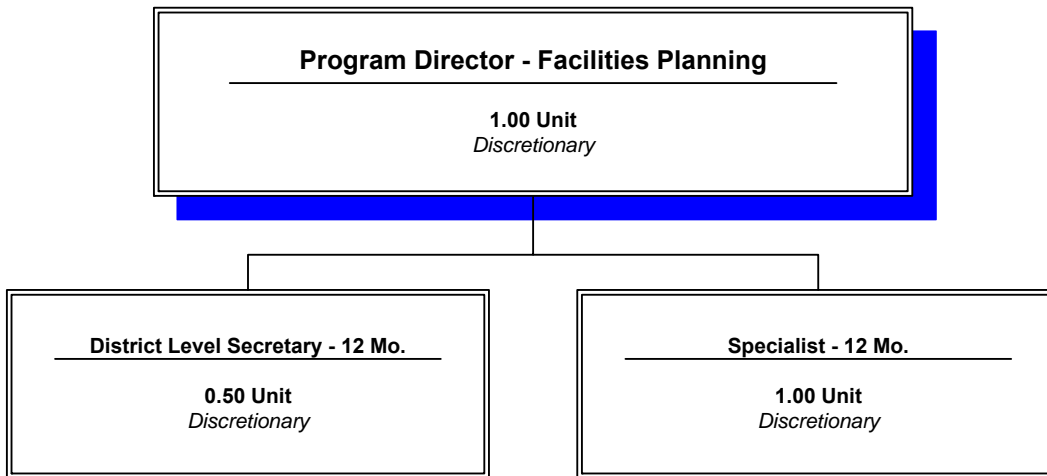 Program Director - Facilities Planning
1.00 Unit
Discretionary
District Level Secretary - 12 Mo.
0.50 Unit
Discretionary
Specialist - 12 Mo.
1.00 Unit
Discretionary